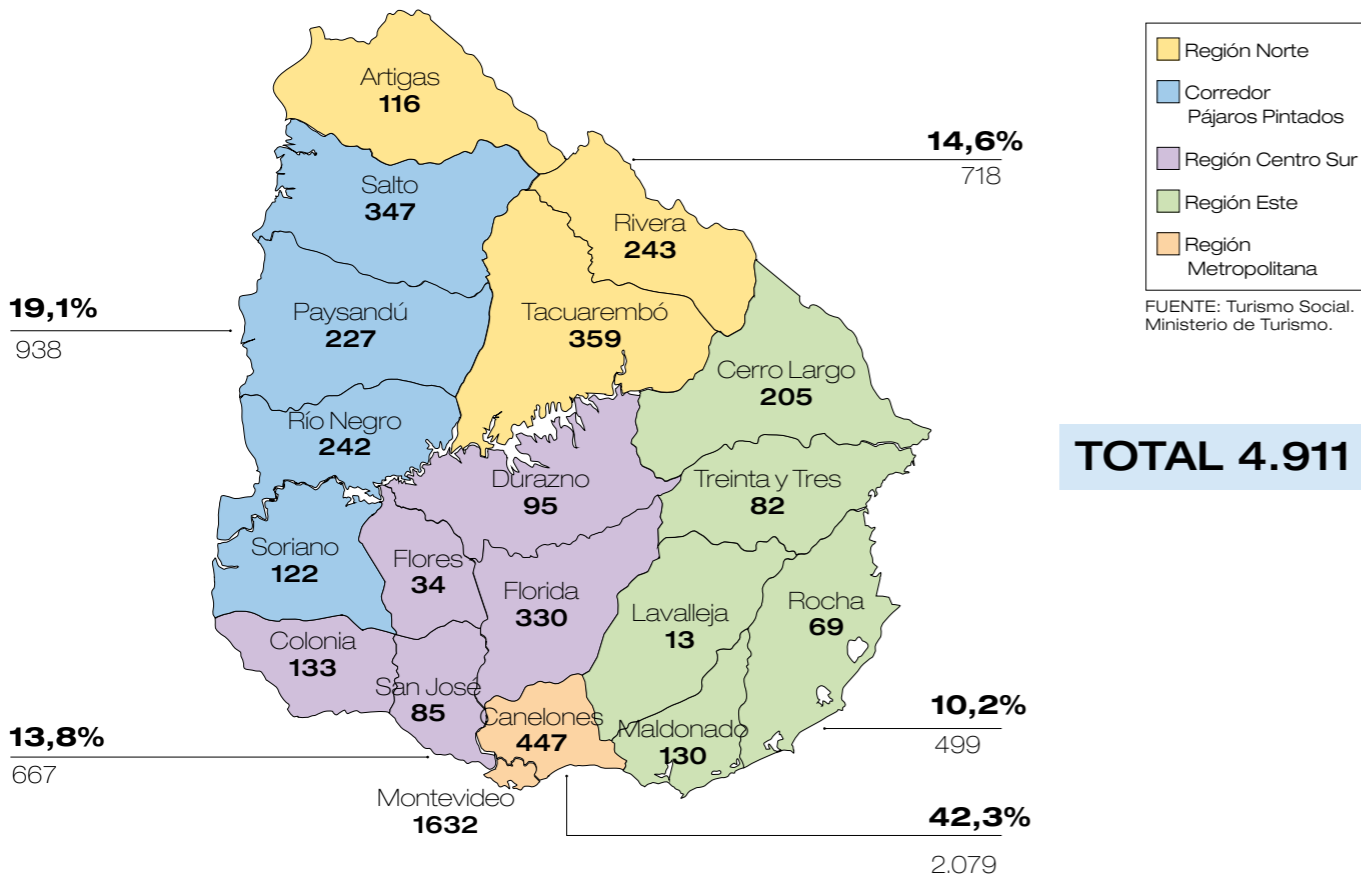 Artigas
116
Salto
347
Rivera
243
Paysandú
227
Tacuarembó
359
Cerro Largo
205
Río Negro
242
Durazno
95
Treinta y Tres
82
Soriano
122
Flores
34
Florida
330
Lavalleja
13
Rocha
69
Colonia
133
San José
85
Canelones
447
Maldonado
130
Montevideo
1632
14,6%
718
19,1%
938
13,8%
667
10,2%
499
42,3%
2.079
Región Norte
Corredor
Pájaros Pintados
Región Centro Sur
Región Este
Región
Metropolitana
FUENTE: Turismo Social.
Ministerio de Turismo.
TOTAL 4.911